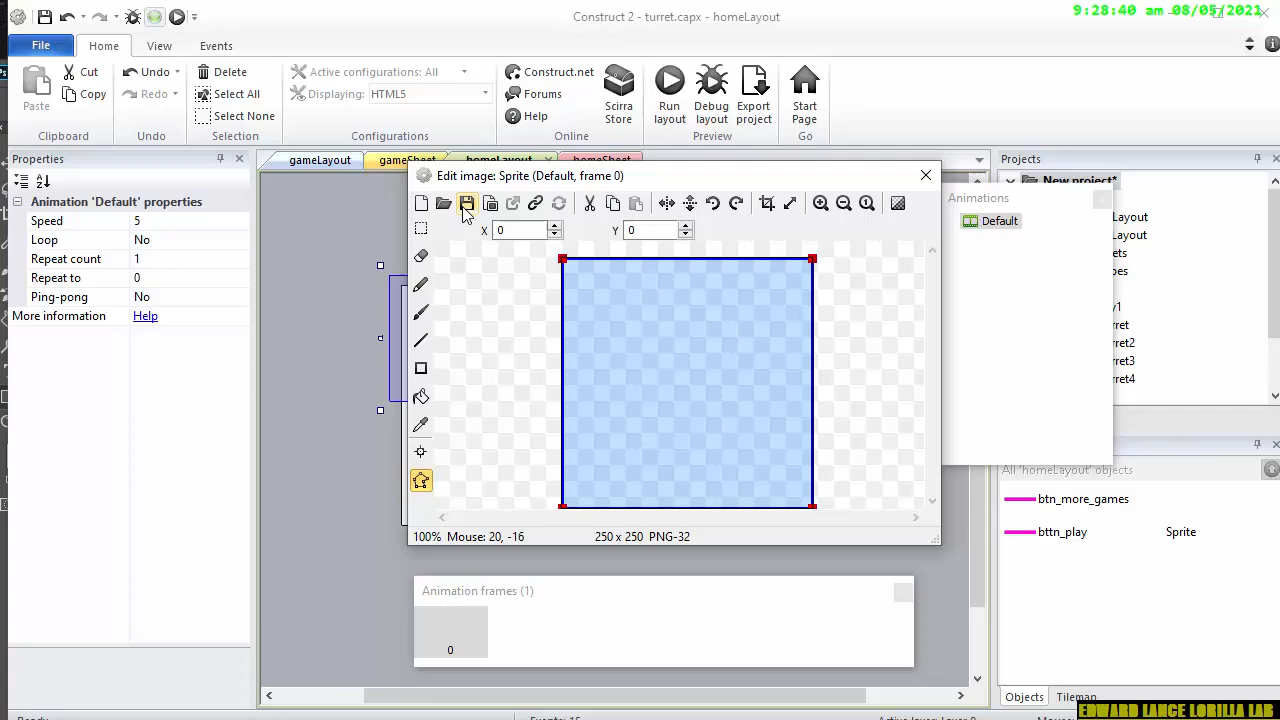 Construct 2 - turret.capx - homeLayout
9:28:40 am 08/05/2021
File Home View Events
Paste Cut Copy
Undo Redo
Delete Select All Select None
Active configurations: All
Displaying: HTML5
Construct.net Forums Help
Scirra Store
Run layout Debug layout Export project
Start Page
Clipboard Undo Selection Configurations Online Preview Go
Properties
gameLayout gameSheet homeLayout homeSheet
Projects
Animation 'Default' properties
Speed 5
Loop No
Repeat count 1
Repeat to 0
Ping-pong No
More information Help
Edit image: Sprite (Default, frame 0)
X 0 Y 0
100% Mouse: 20, -16 250 x 250 PNG-32
Animations
Default
New project*
Layout
Layout
ets
pes
y1
rret
rret2
rret3
rret4
All 'homeLayout' objects
btn_more_games
bttn_play Sprite
Animation frames (1)
0
Objects Tilemap
EDWARD LANCE LORILLA LAB